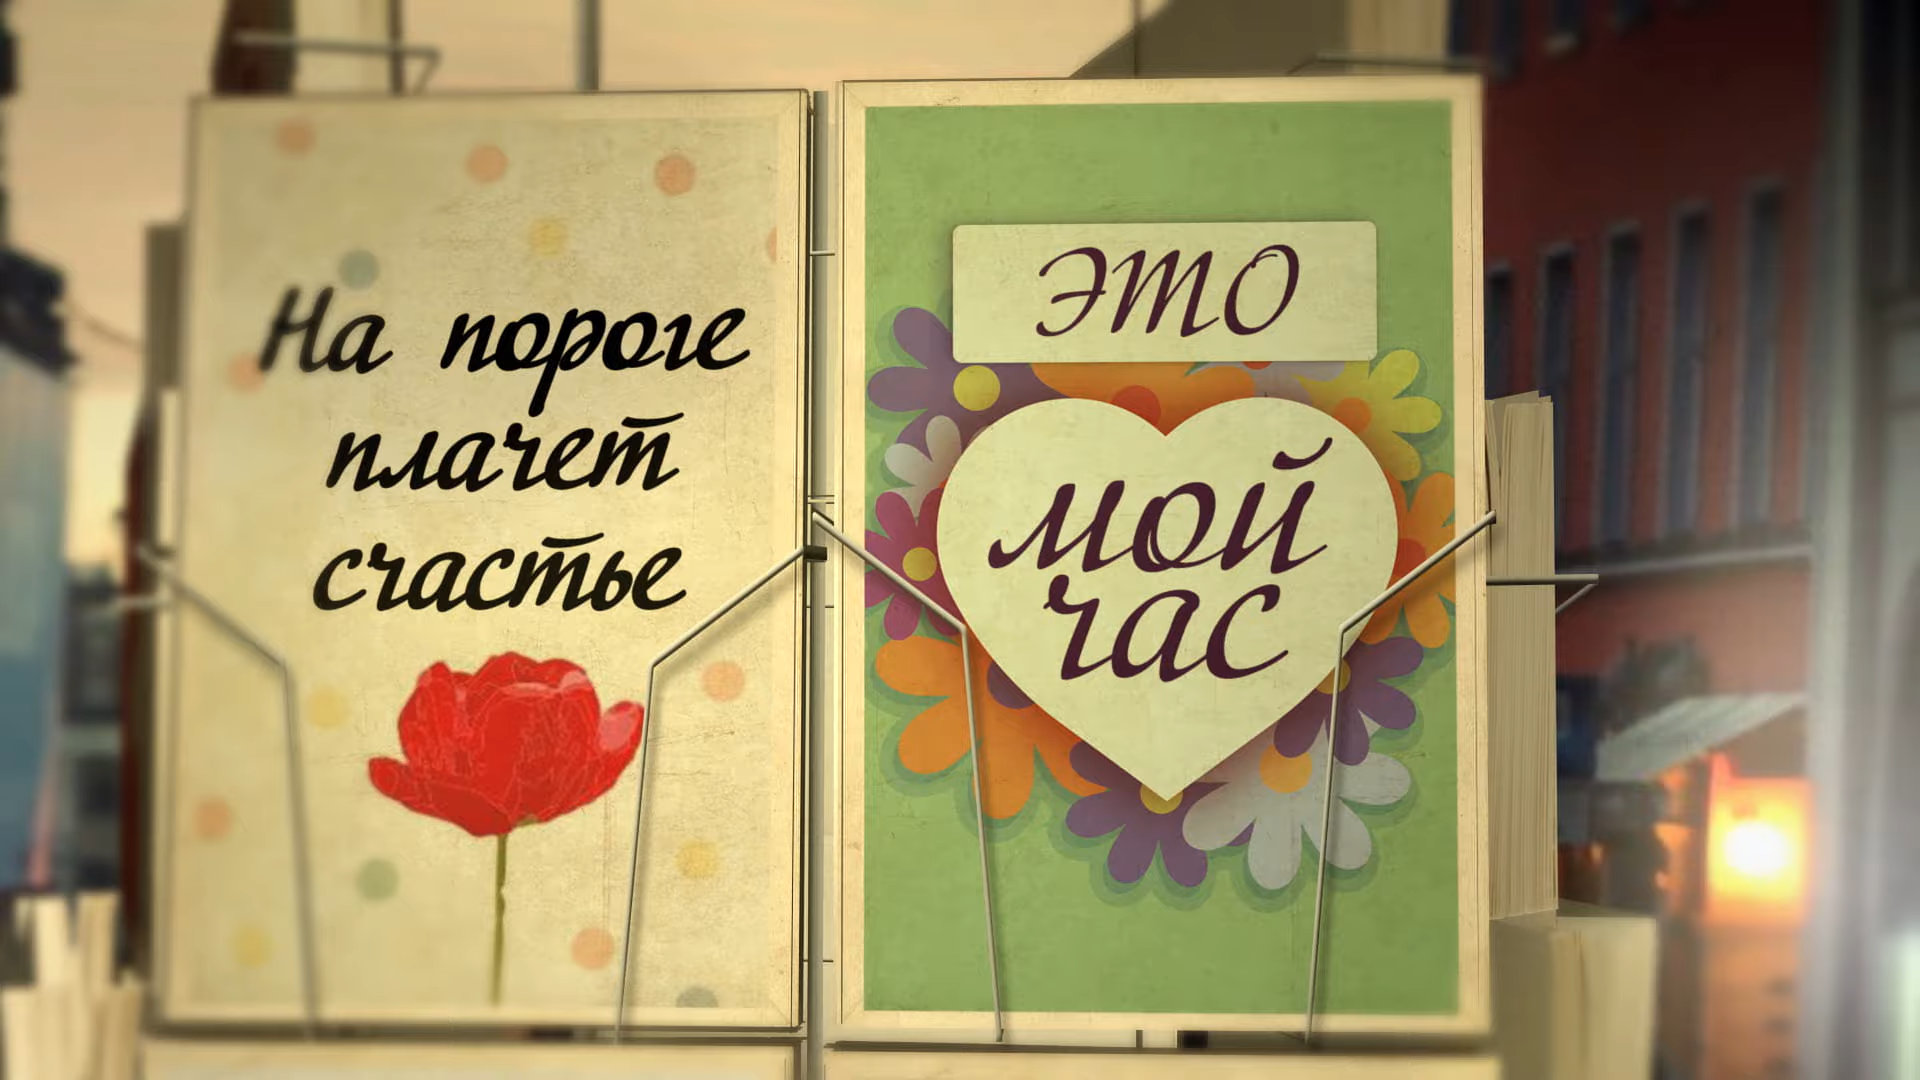 На пороге
плачет
счастье
это
мой
час